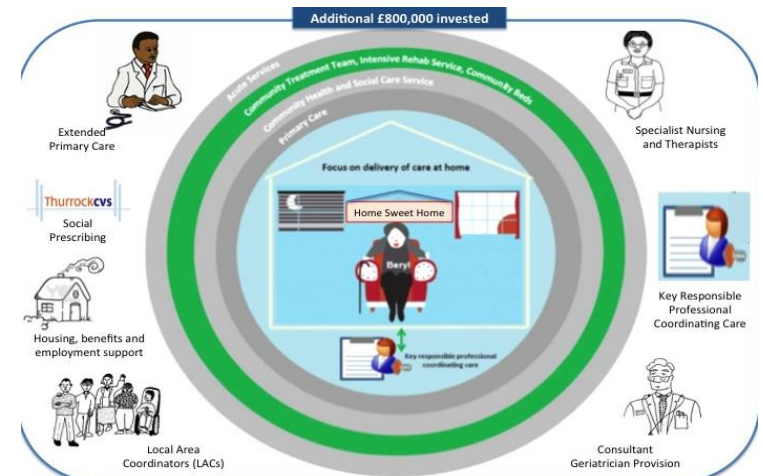 Additional £800,000 invested
Acute Services
Community Treatment Team, Intensive Rehab Service, Community Beds
Community Health and Social Care Service
Primary Care
Focus on delivery of care at home
Home Sweet Home
Beryl
Key responsible professional
coordinating care
Extended
Primary Care
Thurrockcvs
Social
Prescribing
Housing, benefits and
employment support
Local Area
Coordinators (LACs)
Specialist Nursing
and Therapists
Key Responsible
Professional
Coordinating Care
Consultant
Geriatrician Provision